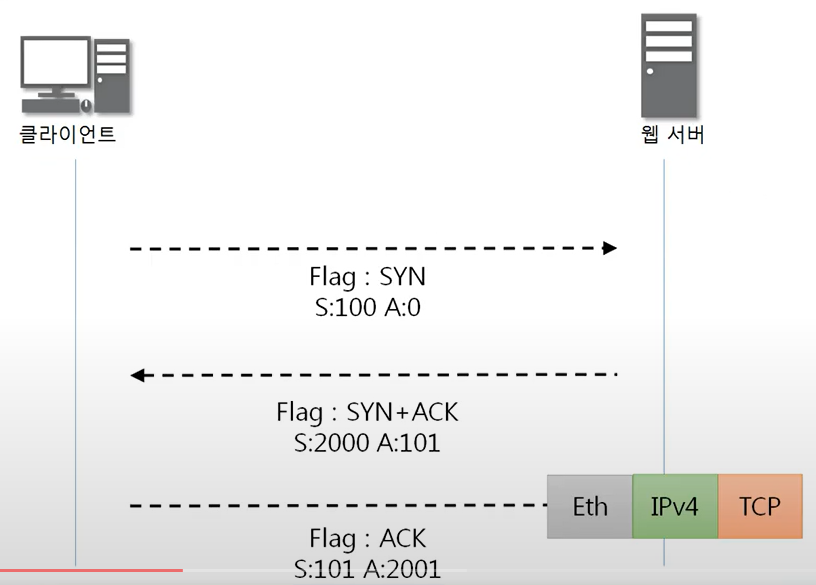 클라이언트
웹 서버
Flag : SYN
S:100 A:0
Flag : SYN+ACK
S:2000 A:101
Eth IPv4 TCP
Flag : ACK
S:101 A:2001